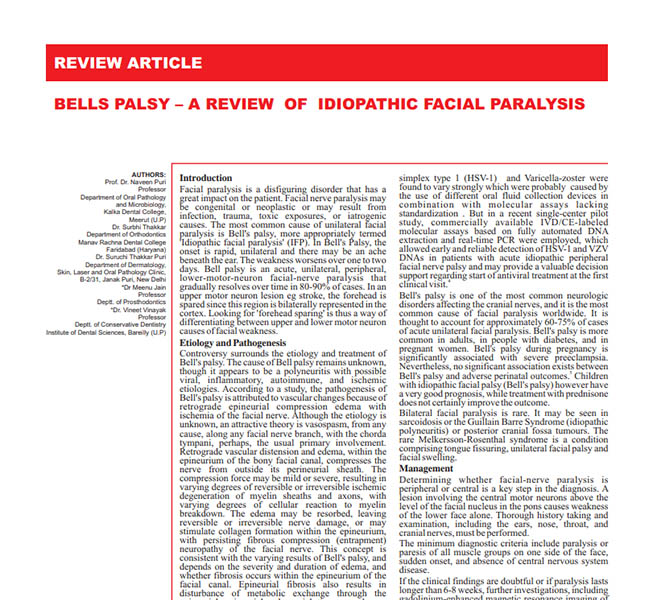 REVIEW ARTICLE
BELLS PALSY – A REVIEW OF IDIOPATHIC FACIAL PARALYSIS
AUTHORS:
Prof. Dr. Naveen Puri
Professor
Department of Oral Pathology
and Microbiology,
Kalka Dental College,
Meerut (U.P)
Dr. Surbhi Thakkar
Department of Orthodontics
Manav Rachna Dental College
Faridabad (Haryana)
Dr. Suruchi Thakkar Puri
Department of Dermatology,
Skin, Laser and Oral Pathology Clinic,
B-2/31, Janak Puri, New Delhi
*Dr Meenu Jain
Professor
Deptt. of Prosthodontics
*Dr. Vineet Vinayak
Professor
Deptt. of Conservative Dentistry
Institute of Dental Sciences, Bareilly (U.P)
Introduction
Facial paralysis is a disfiguring disorder that has a
great impact on the patient. Facial nerve paralysis may
be congenital or neoplastic or may result from
infection, trauma, toxic exposures, or iatrogenic
causes. The most common cause of unilateral facial
paralysis is Bell's palsy, more appropriately termed
'Idiopathic facial paralysis' (IFP). In Bell's Palsy, the
onset is rapid, unilateral and there may be an ache
beneath the ear. The weakness worsens over one to two
days. Bell palsy is an acute, unilateral, peripheral,
lower-motor-neuron facial-nerve paralysis that
gradually resolves over time in 80-90% of cases. In an
upper motor neuron lesion eg stroke, the forehead is
spared since this region is bilaterally represented in the
cortex. Looking for 'forehead sparing' is thus a way of
differentiating between upper and lower motor neuron
causes of facial weakness.
Etiology and Pathogenesis
Controversy surrounds the etiology and treatment of
Bell's palsy. The cause of Bell palsy remains unknown,
though it appears to be a polyneuritis with possible
viral, inflammatory, autoimmune, and ischemic
etiologies. According to a study, the pathogenesis of
Bell's palsy is attributed to vascular changes because of
retrograde epineurial compression edema with
ischemia of the facial nerve. Although the etiology is
unknown, an attractive theory is vasospasm, from any
cause, along any facial nerve branch, with the chorda
tympani, perhaps, the usual primary involvement.
Retrograde vascular distension and edema, within the
epineurium of the bony facial canal, compresses the
nerve from outside its perineurial sheath. The
compression force may be mild or severe, resulting in
varying degrees of reversible or irreversible ischemic
degeneration of myelin sheaths and axons, with
varying degrees of cellular reaction to myelin
breakdown. The edema may be resorbed, leaving
reversible or irreversible nerve damage, or may
stimulate collagen formation within the epineurium,
with persisting fibrous compression (entrapment)
neuropathy of the facial nerve. This concept is
consistent with the varying results of Bell's palsy, and
depends on the severity and duration of edema, and
whether fibrosis occurs within the epineurium of the
facial canal. Epineurial fibrosis also results in
disturbance of metabolic exchange through the
simplex type 1 (HSV-1) and Varicella-zoster were
found to vary strongly which were probably caused by
the use of different oral fluid collection devices in
combination with molecular assays lacking
standardization . But in a recent single-center pilot
study, commercially available IVD/CE-labeled
molecular assays based on fully automated DNA
extraction and real-time PCR were employed, which
allowed early and reliable detection of HSV-1 and VZV
DNAs in patients with acute idiopathic peripheral
facial nerve palsy and may provide a valuable decision
support regarding start of antiviral treatment at the first
clinical visit.
Bell's palsy is one of the most common neurologic
disorders affecting the cranial nerves, and it is the most
common cause of facial paralysis worldwide. It is
thought to account for approximately 60-75% of cases
of acute unilateral facial paralysis. Bell's palsy is more
common in adults, in people with diabetes, and in
pregnant women. Bell's palsy during pregnancy is
significantly associated with severe preeclampsia.
Nevertheless, no significant association exists between
Bell's palsy and adverse perinatal outcomes. Children
with idiopathic facial palsy (Bell's palsy) however have
a very good prognosis, while treatment with prednisone
does not certainly improve the outcome.
Bilateral facial paralysis is rare. It may be seen in
sarcoidosis or the Guillain Barre Syndrome (idiopathic
polyneuritis) or posterior cranial fossa tumours. The
rare Melkersson-Rosenthal syndrome is a condition
comprising tongue fissuring, unilateral facial palsy and
facial swelling.
Management
Determining whether facial-nerve paralysis is
peripheral or central is a key step in the diagnosis. A
lesion involving the central motor neurons above the
level of the facial nucleus in the pons causes weakness
of the lower face alone. Thorough history taking and
examination, including the ears, nose, throat, and
cranial nerves, must be performed.
The minimum diagnostic criteria include paralysis or
paresis of all muscle groups on one side of the face,
sudden onset, and absence of central nervous system
disease.
If the clinical findings are doubtful or if paralysis lasts
longer than 6-8 weeks, further investigations, including
gadolinium-enhanced magnetic resonance imaging of